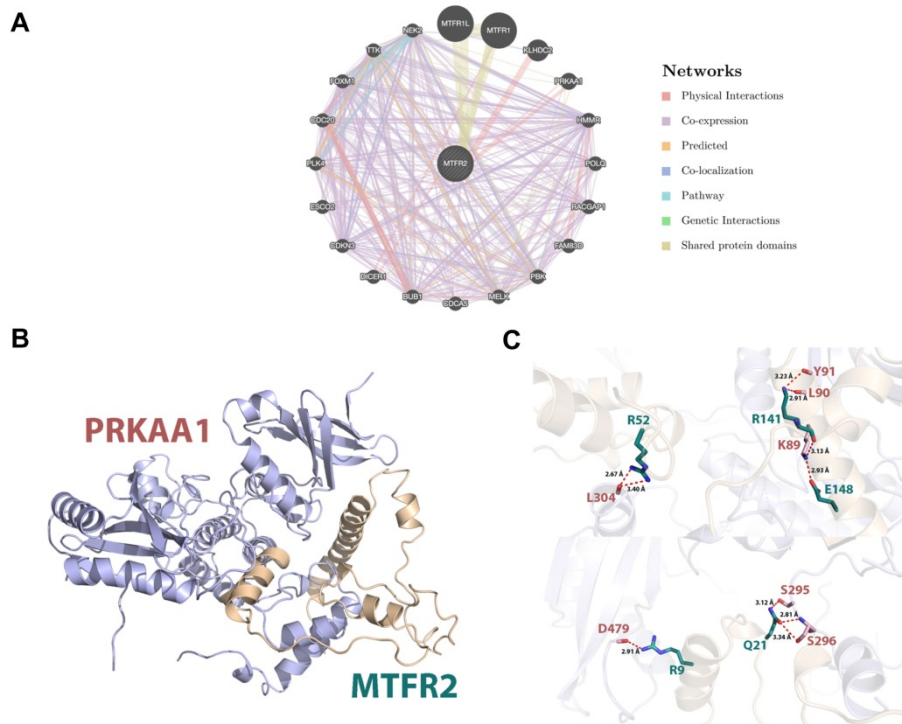 A
MTFR1L
MTFR1
NEK2
KLHDC2
TTK
PRKAA1
FOXM1
CDC20
HMMR
PLK4
MTFR2
POLQ
ESCO2
RACGAP1
CDKN3
FAM83D
DICER1
PBK
BUB1
MELK
CDCA3
Networks
Physical Interactions
Co-expression
Predicted
Co-localization
Pathway
Genetic Interactions
Shared protein domains
B
PRKAA1
MTFR2
C
Y91
3.23 Å
L90
2.91 Å
R52
R141
K89
3.13 Å
2.67 Å
2.93 Å
L304
3.40 Å
E148
S295
3.12 Å
2.81 Å
D479
Q21
3.34 Å
S296
2.91 Å
R9